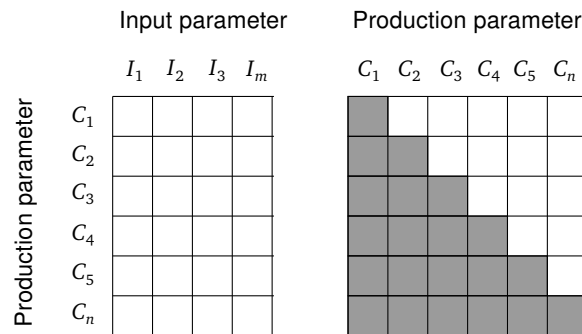 Input parameter Production parameter
I₁ I₂ I₃ Iₘ C₁ C₂ C₃ C₄ C₅ Cₙ
Production parameter
C₁
C₂
C₃
C₄
C₅
Cₙ